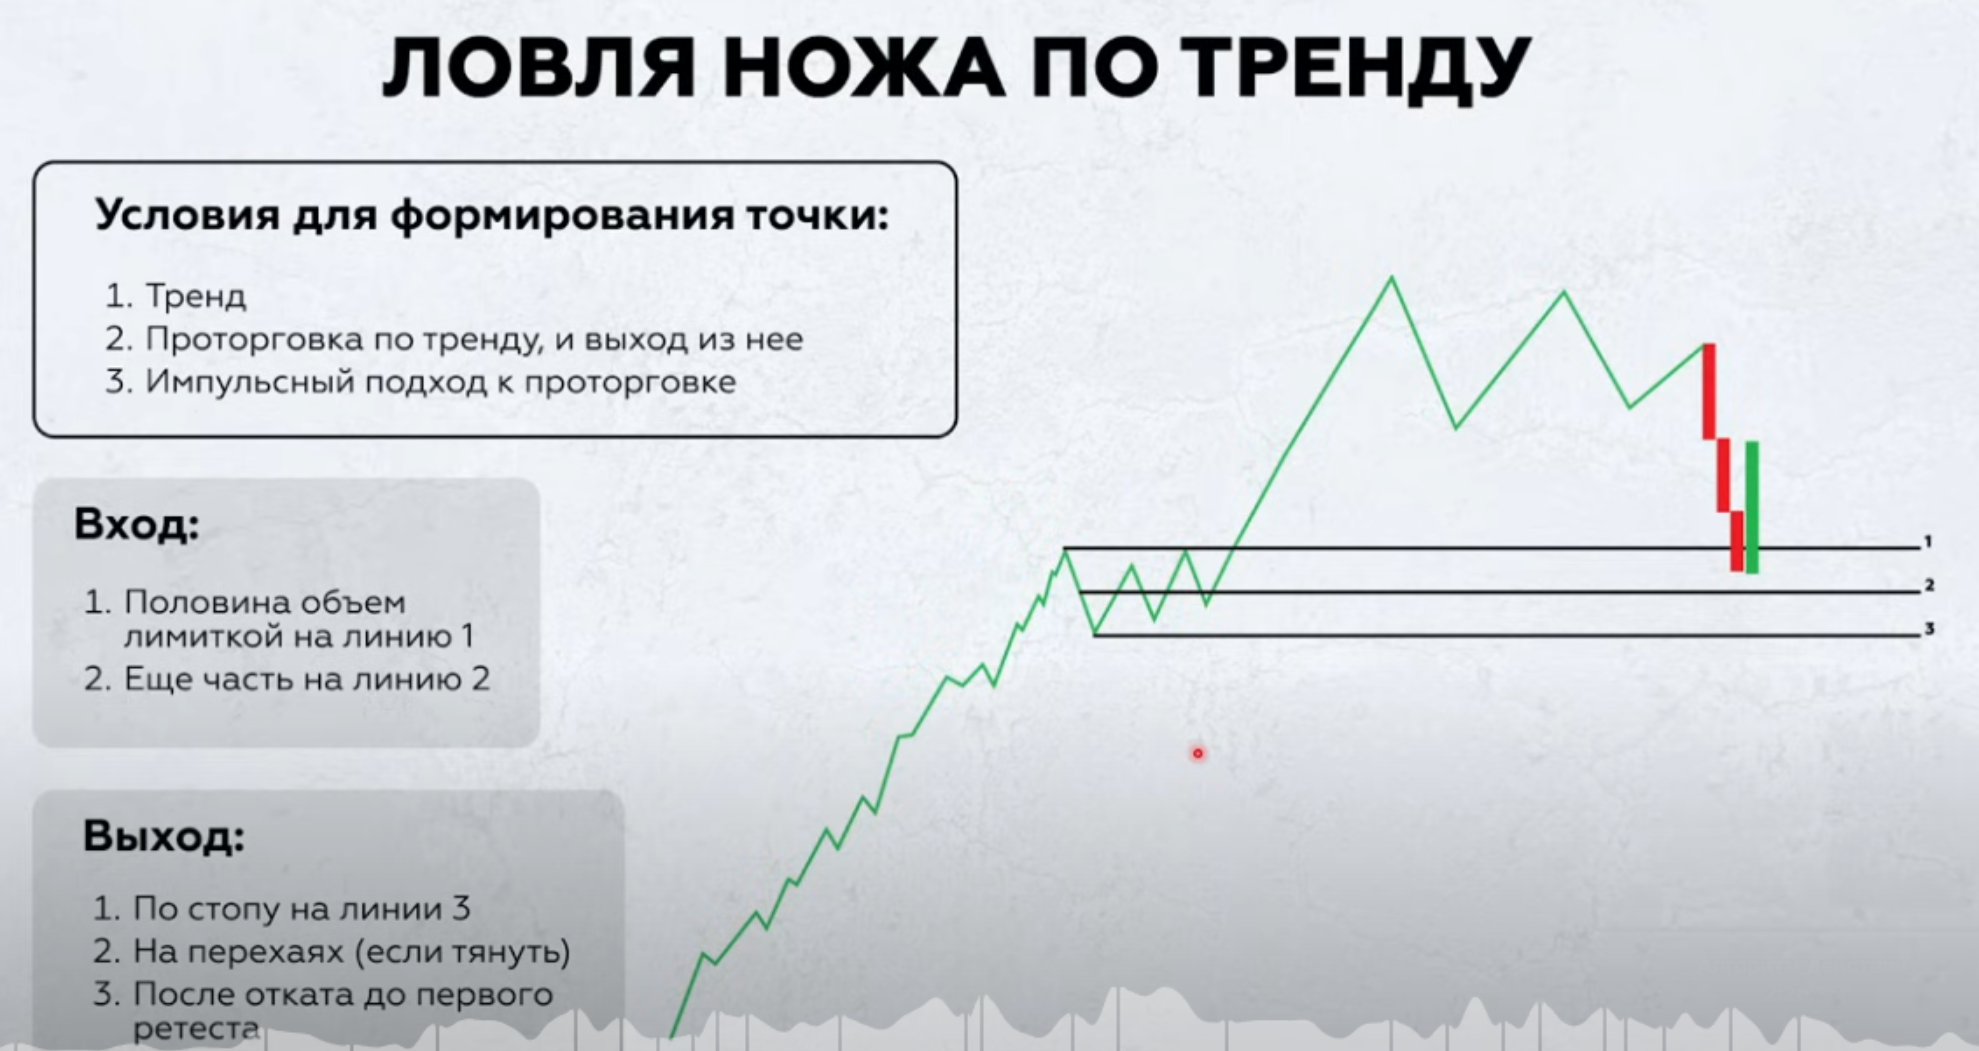 ЛОВЛЯ НОЖА ПО ТРЕНДУ
Условия для формирования точки:
1. Тренд
2. Проторговка по тренду, и выход из нее
3. Импульсный подход к проторговке
Вход:
1. Половина объем
лимиткой на линию 1
2. Еще часть на линию 2
Выход:
1. По стопу на линии 3
2. На перехаях (если тянуть)
3. После отката до первого
ретеста
1
2
3